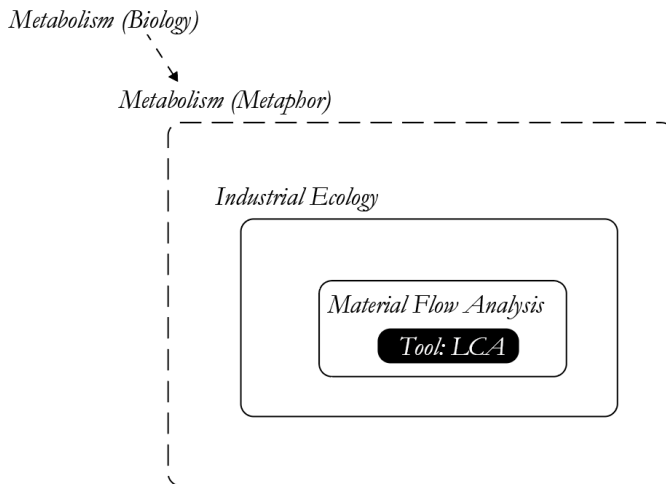 Metabolism (Biology)
Metabolism (Metaphor)
Industrial Ecology
Material Flow Analysis
Tool: LCA